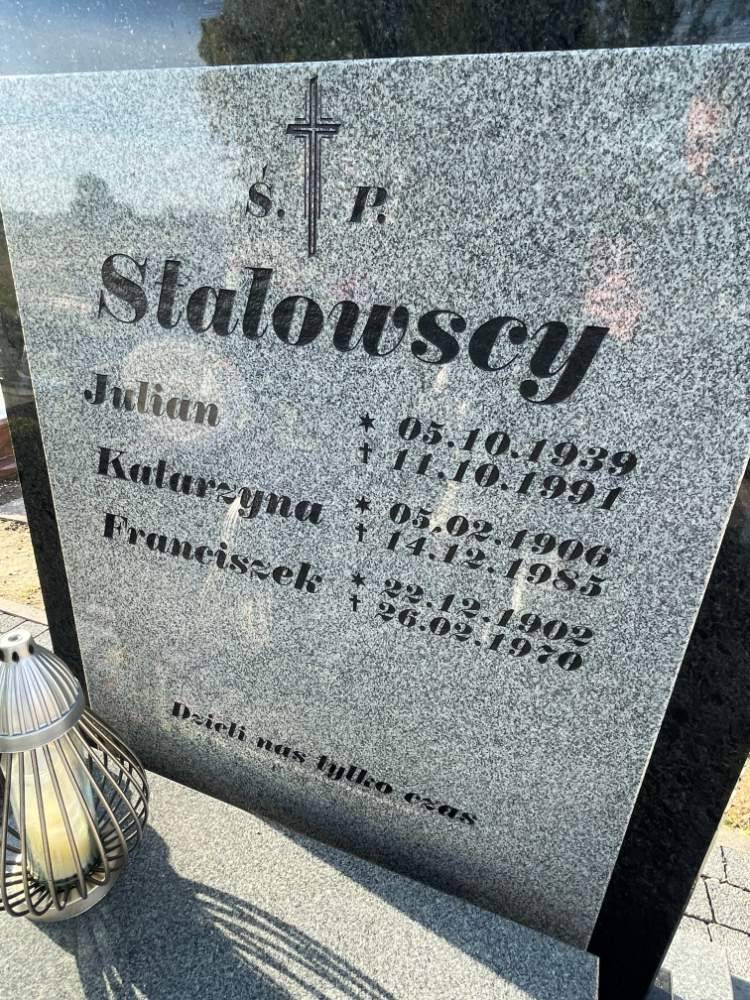 Ś. P.
Stalowscy
Julian
* 05.10.1939
† 11.10.1991
Katarzyna
* 05.02.1906
† 14.12.1985
Franciszek
* 22.12.1902
† 26.02.1970
Dzieli nas tylko czas